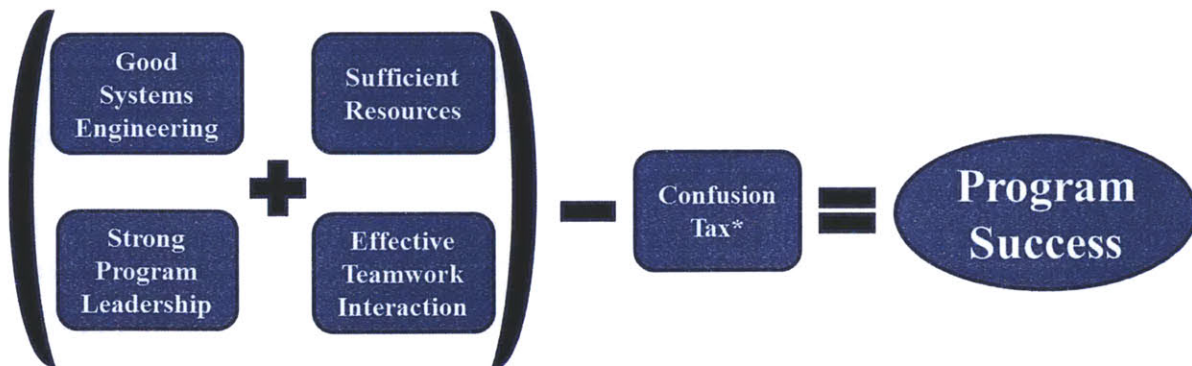 Good
Systems
Engineering
Sufficient
Resources
Strong
Program
Leadership
Effective
Teamwork
Interaction
Confusion
Tax*
Program
Success